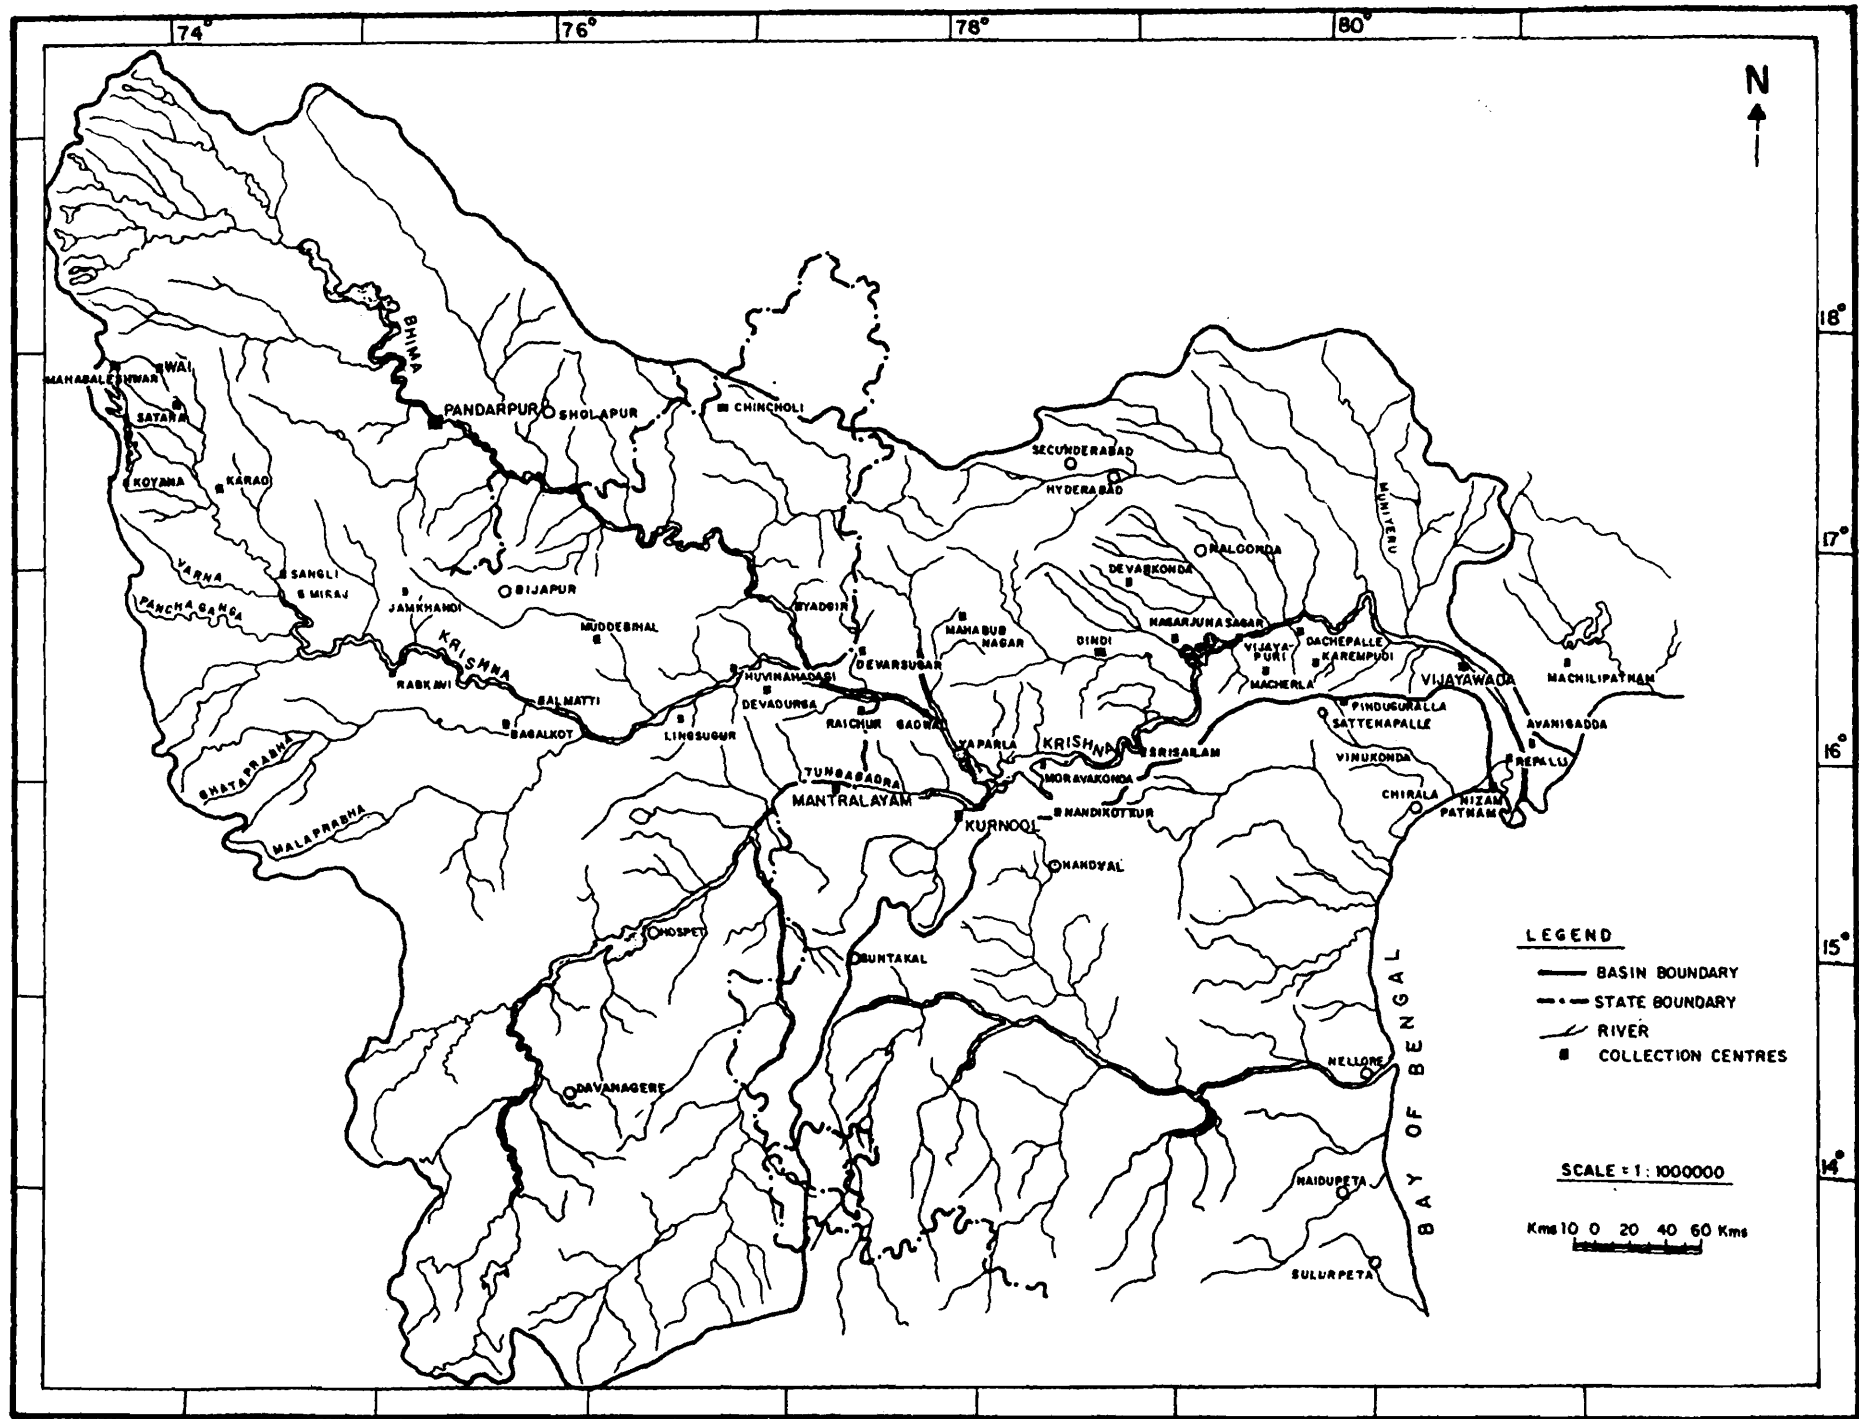 74°
76°
78°
80°
N
18°
BHIMA
MAHABALESHWAR
WAI
SATARA
PANDARPUR
SHOLAPUR
CHINCHOLI
SECUNDERABAD
HYDERABAD
KOYANA
KARAD
MUNIYERU
17°
NALGONDA
DEVARKONDA
VARNA
SANGLI
MIRAJ
PANCHAGANGA
JAMKHANDI
BIJAPUR
YADGIR
MUDDEBIHAL
MAHABUB
NAGAR
DINDI
NAGARJUNASAGAR
VIJAYA-
PURI
DACHEPALLE
KAREMPUDI
MACHERLA
VIJAYAWADA
MACHILIPATNAM
KRISHNA
RABKAVI
DEVARSUGAR
HUVINAHADAGI
DEVADURGA
GALMATTI
BAGALKOT
LINGSUGUR
RAICHUR
GADWAL
PINDUGURALLA
SATTENAPALLE
AVANIGADDA
YAPARLA
KRISHNA
SRISAILAM
VINUKONDA
REPALLE
16°
GHATAPRABHA
TUNGABADRA
MANTRALAYAM
MORAVAKONDA
NANDIKOTKUR
CHIRALA
NIZAM
PATNAM
MALAPRABHA
KURNOOL
NANDYAL
HOSPET
GUNTAKAL
15°
LEGEND
BASIN BOUNDARY
STATE BOUNDARY
RIVER
COLLECTION CENTRES
BAY OF BENGAL
NELLORE
DAVANAGERE
14°
SCALE = 1 : 1000000
NAIDUPETA
Kms 10 0 20 40 60 Kms
SULURPETA